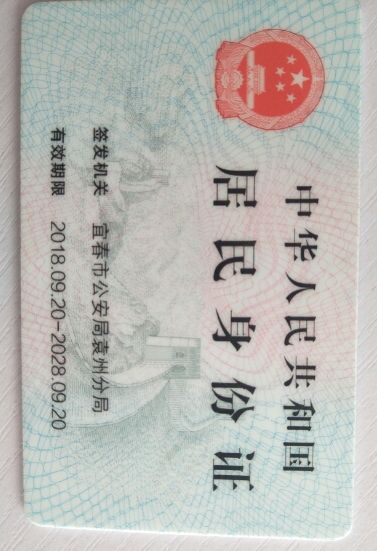 中华人民共和国
居民身份证
签发机关 宜春市公安局袁州分局
有效期限 2018.09.20-2028.09.20